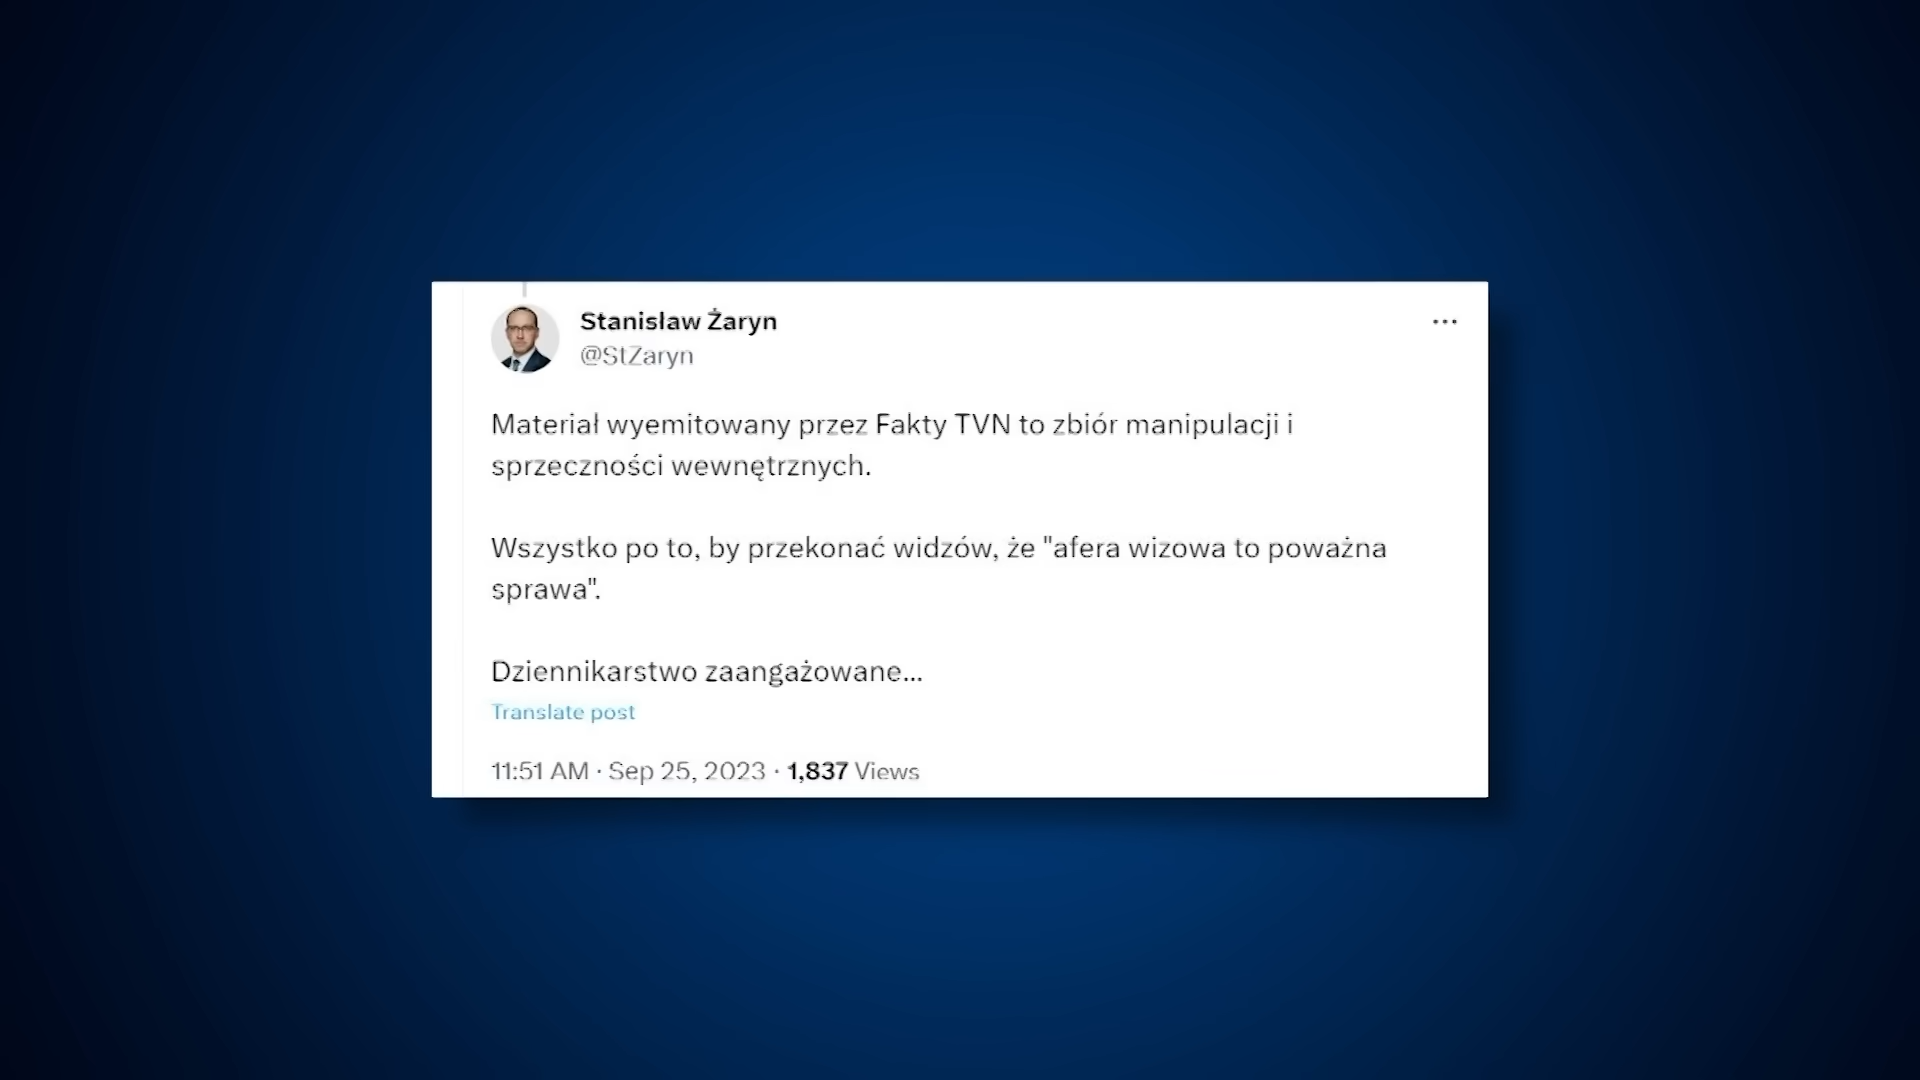 Stanisław Żaryn
@StZaryn
Materiał wyemitowany przez Fakty TVN to zbiór manipulacji i
sprzeczności wewnętrznych.
Wszystko po to, by przekonać widzów, że "afera wizowa to poważna
sprawa".
Dziennikarstwo zaangażowane...
Translate post
11:51 AM · Sep 25, 2023 · 1,837 Views